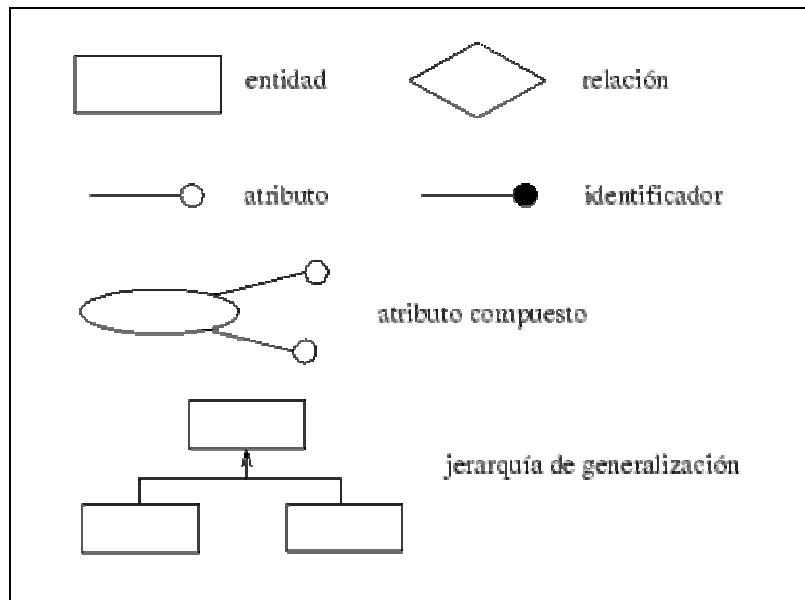 entidad
relación
atributo
identificador
atributo compuesto
jerarquía de generalización